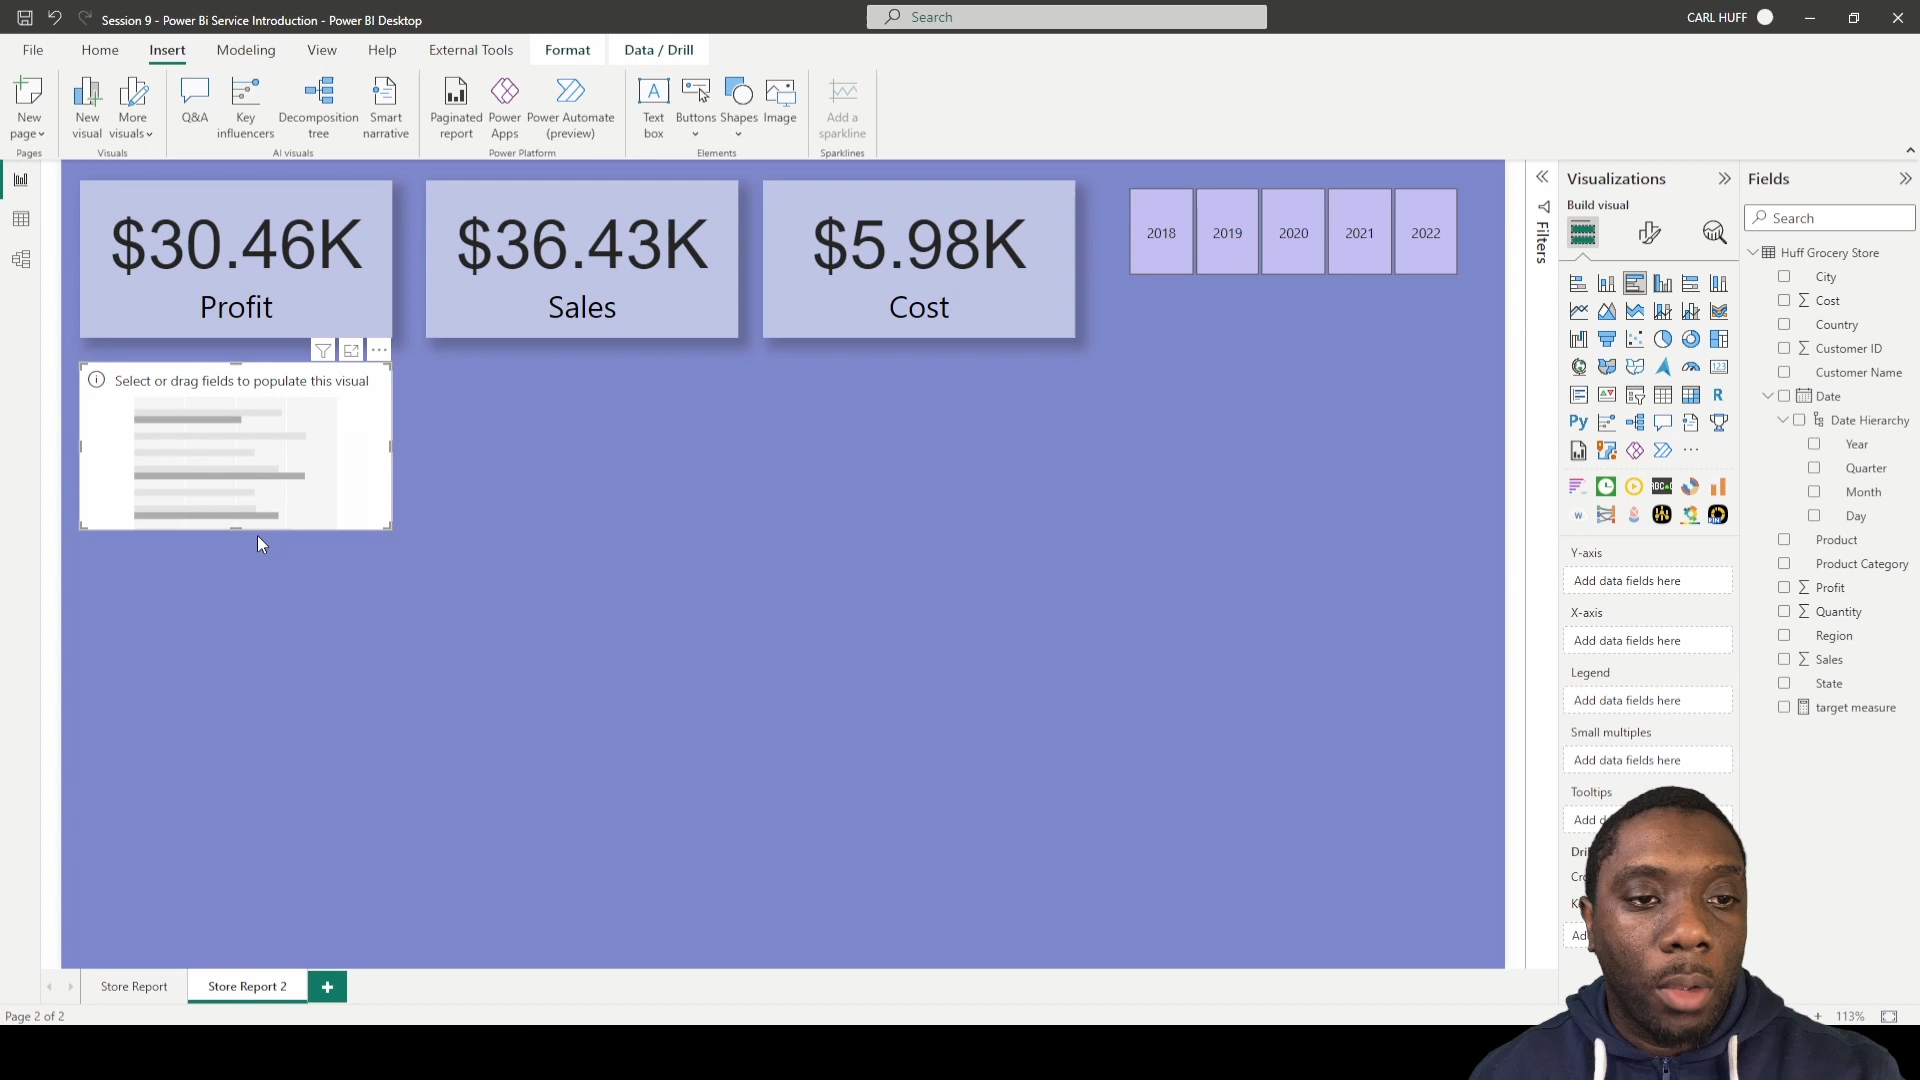 Session 9 - Power Bi Service Introduction - Power BI Desktop
Search
CARL HUFF
File
Home
Insert
Modeling
View
Help
External Tools
Format
Data / Drill
New page
New visual
More visuals
Q&A
Key influencers
Decomposition tree
Smart narrative
Paginated report
Power Apps
Power Automate (preview)
Text box
Buttons
Shapes
Image
Add a sparkline
Pages
Visuals
AI visuals
Power Platform
Elements
Sparklines
$30.46K
Profit
$36.43K
Sales
$5.98K
Cost
2018
2019
2020
2021
2022
Select or drag fields to populate this visual
Filters
Visualizations
Build visual
123
R
Py
ABC
W
Y-axis
Add data fields here
X-axis
Add data fields here
Legend
Add data fields here
Small multiples
Add data fields here
Tooltips
Add d
Dri
Cr
K
Ad
Fields
Search
Huff Grocery Store
City
Cost
Country
Customer ID
Customer Name
Date
Date Hierarchy
Year
Quarter
Month
Day
Product
Product Category
Profit
Quantity
Region
Sales
State
target measure
Store Report
Store Report 2
Page 2 of 2
113%